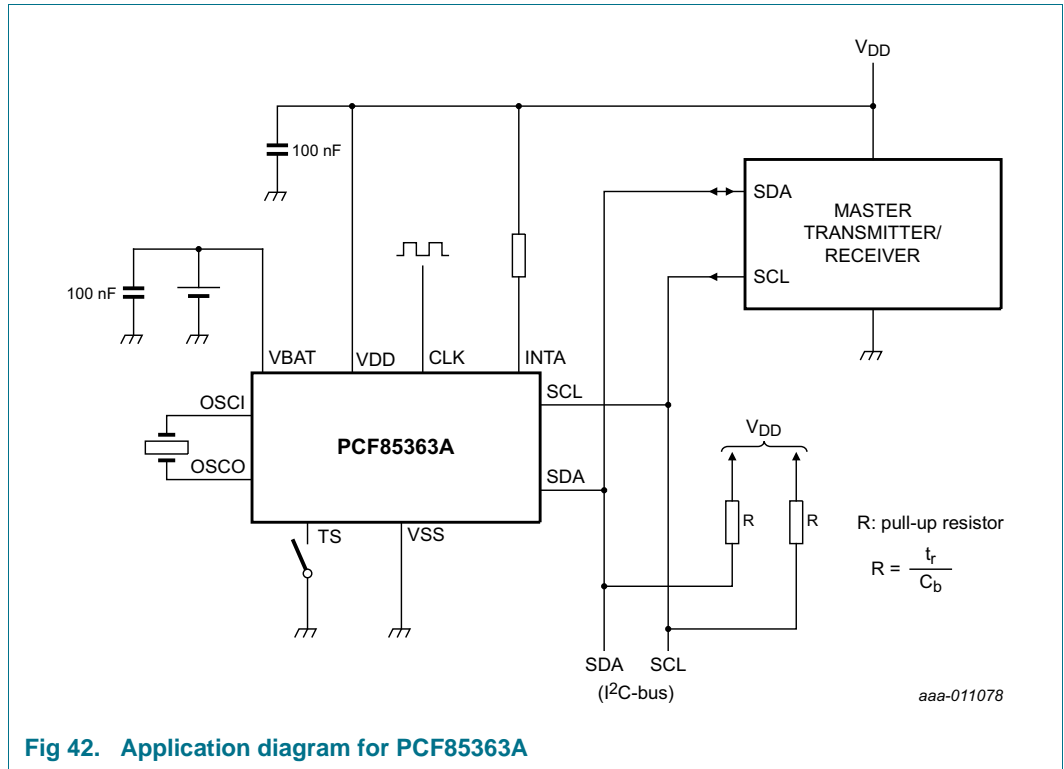 VDD
100 nF
SDA
MASTER
TRANSMITTER/
RECEIVER
SCL
100 nF
VBAT
VDD
CLK
INTA
OSCI
SCL
PCF85363A
VDD
OSCO
SDA
R
R
R: pull-up resistor
TS
VSS
R = tr / Cb
SDA
SCL
(I2C-bus)
aaa-011078
Fig 42. Application diagram for PCF85363A